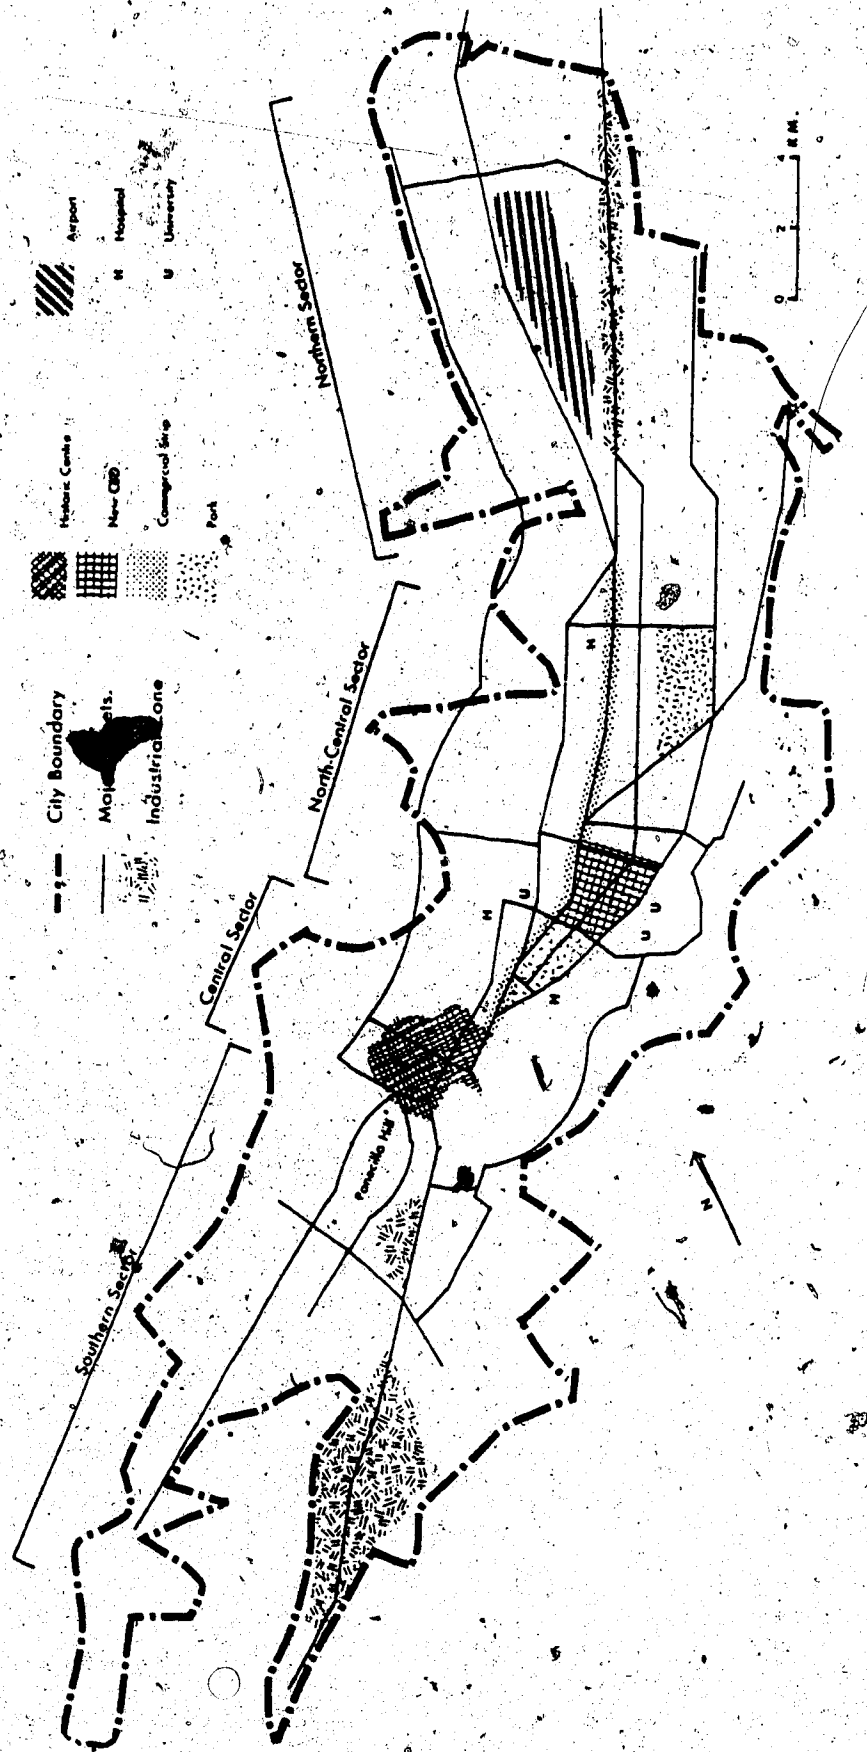 City Boundary
Industrial Zone
Historic Centre
New CBD
Commercial Strip
Park
Airport
H Hospital
U University
Southern Sector
Central Sector
North-Central Sector
Northern Sector
Panecillo Hill
H
U
H
U
U
H
N
0 2 4 KM.